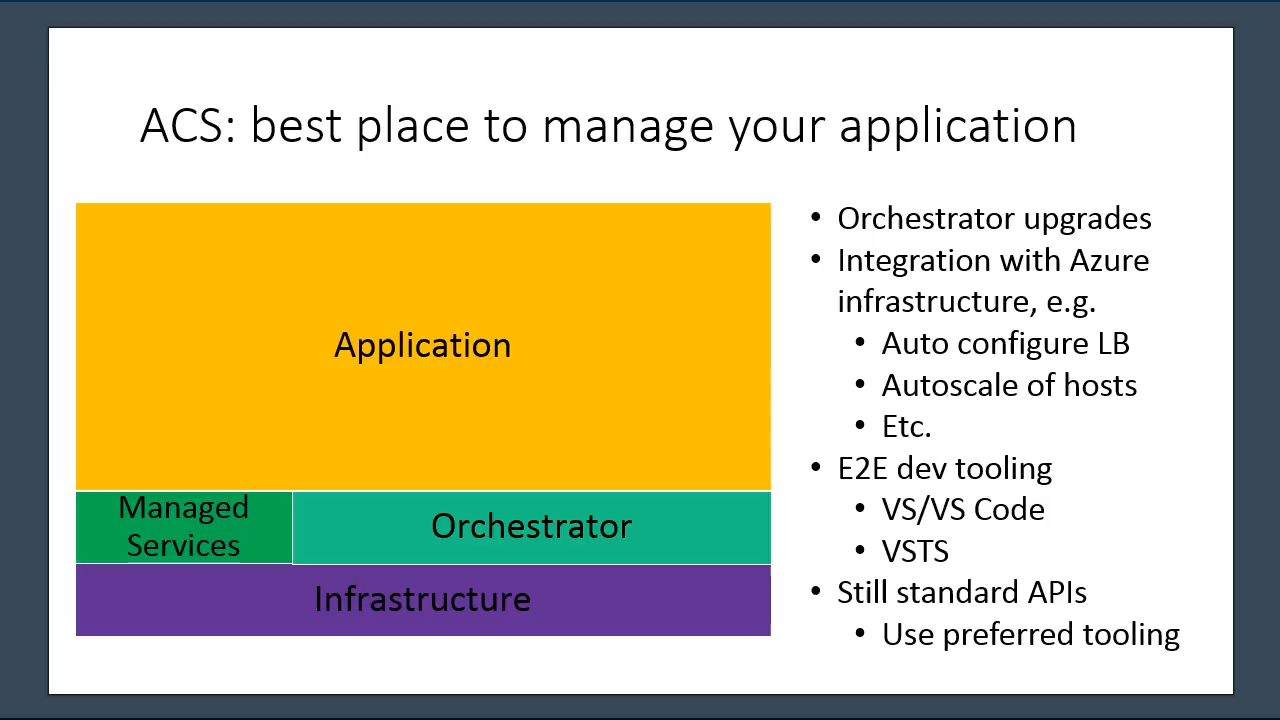 ACS: best place to manage your application
Application
Managed
Services
Orchestrator
Infrastructure
• Orchestrator upgrades
• Integration with Azure
infrastructure, e.g.
• Auto configure LB
• Autoscale of hosts
• Etc.
• E2E dev tooling
• VS/VS Code
• VSTS
• Still standard APIs
• Use preferred tooling